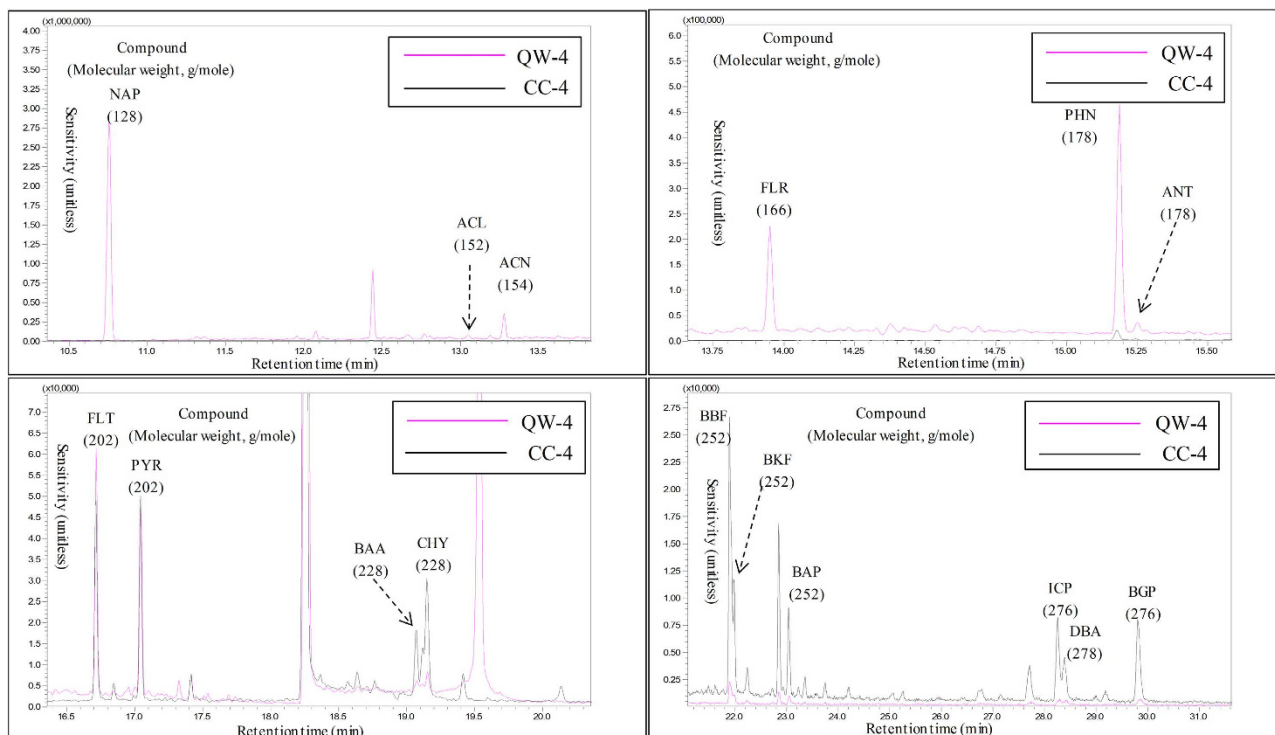 (x1,000,000)
4.00
3.75
3.50
3.25
3.00
2.75
2.50
2.25
2.00
1.75
1.50
1.25
1.00
0.75
0.50
0.25
0.00
Sensitivity (unitless)
Compound
(Molecular weight, g/mole)
QW-4
CC-4
NAP
(128)
ACL
(152)
ACN
(154)
10.5 11.0 11.5 12.0 12.5 13.0 13.5
Retention time (min)
(x100,000)
6.0
5.0
4.5
4.0
3.5
3.0
2.5
2.0
1.5
1.0
0.5
0.0
Sensitivity (unitless)
Compound
(Molecular weight, g/mole)
QW-4
CC-4
FLR
(166)
PHN
(178)
ANT
(178)
13.75 14.00 14.25 14.50 14.75 15.00 15.25 15.50
Retention time (min)
(x10,000)
7.0
6.0
5.0
4.5
4.0
3.5
3.0
2.5
2.0
1.5
1.0
0.5
0.0
Sensitivity (unitless)
Compound
(Molecular weight, g/mole)
QW-4
CC-4
FLT
(202)
PYR
(202)
BAA
(228)
CHY
(228)
16.5 17.0 17.5 18.0 18.5 19.0 19.5 20.0
Retention time (min)
(x10,000)
2.75
2.50
2.25
2.00
1.75
1.50
1.25
1.00
0.75
0.50
0.25
0.00
Sensitivity (unitless)
Compound
(Molecular weight, g/mole)
QW-4
CC-4
BBF
(252)
BKF
(252)
BAP
(252)
ICP
(276)
DBA
(278)
BGP
(276)
22.0 23.0 24.0 25.0 26.0 27.0 28.0 29.0 30.0 31.0
Retention time (min)